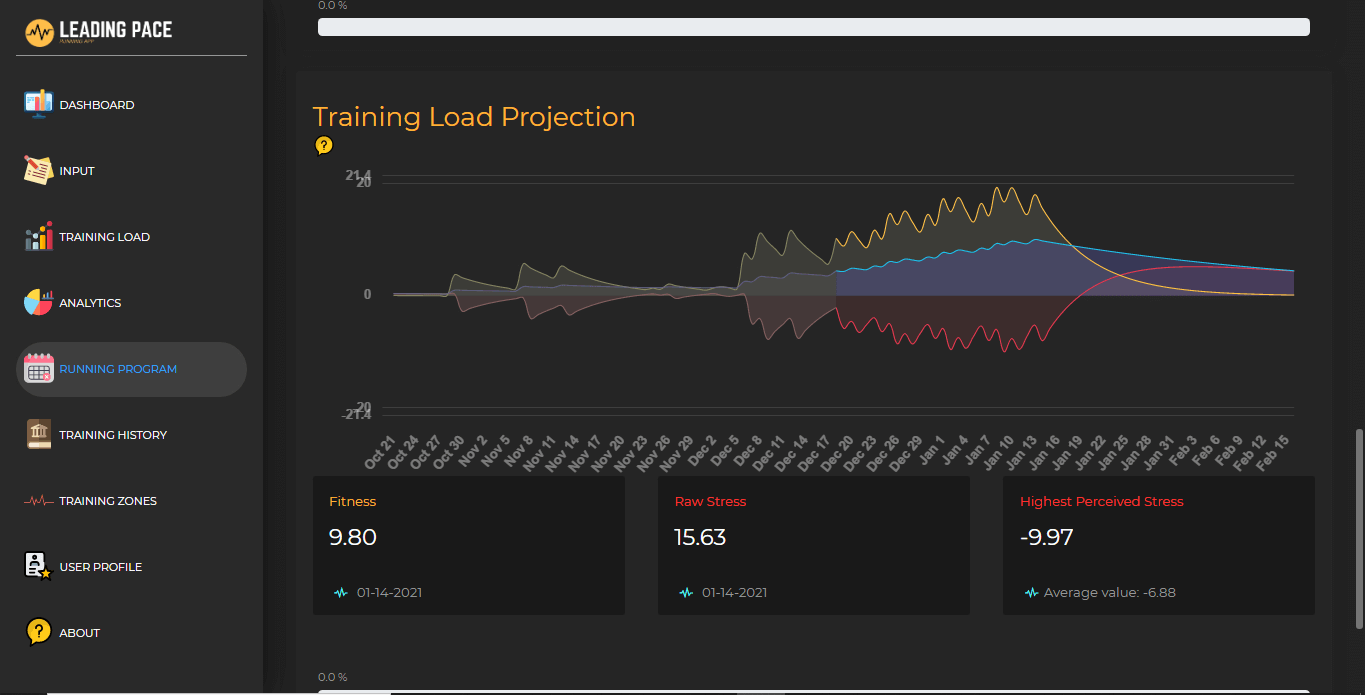 LEADING PACE
RUNNING APP
DASHBOARD
INPUT
TRAINING LOAD
ANALYTICS
RUNNING PROGRAM
TRAINING HISTORY
TRAINING ZONES
USER PROFILE
ABOUT
0.0 %
Training Load Projection
?
21.4
20
0
-20
-21.4
Oct 21 Oct 24 Oct 27 Oct 30 Nov 2 Nov 5 Nov 8 Nov 11 Nov 14 Nov 17 Nov 20 Nov 23 Nov 26 Nov 29 Dec 2 Dec 5 Dec 8 Dec 11 Dec 14 Dec 17 Dec 20 Dec 23 Dec 26 Dec 29 Jan 1 Jan 4 Jan 7 Jan 10 Jan 13 Jan 16 Jan 19 Jan 22 Jan 25 Jan 28 Jan 31 Feb 3 Feb 6 Feb 9 Feb 12 Feb 15
Fitness
9.80
01-14-2021
Raw Stress
15.63
01-14-2021
Highest Perceived Stress
-9.97
Average value: -6.88
0.0 %